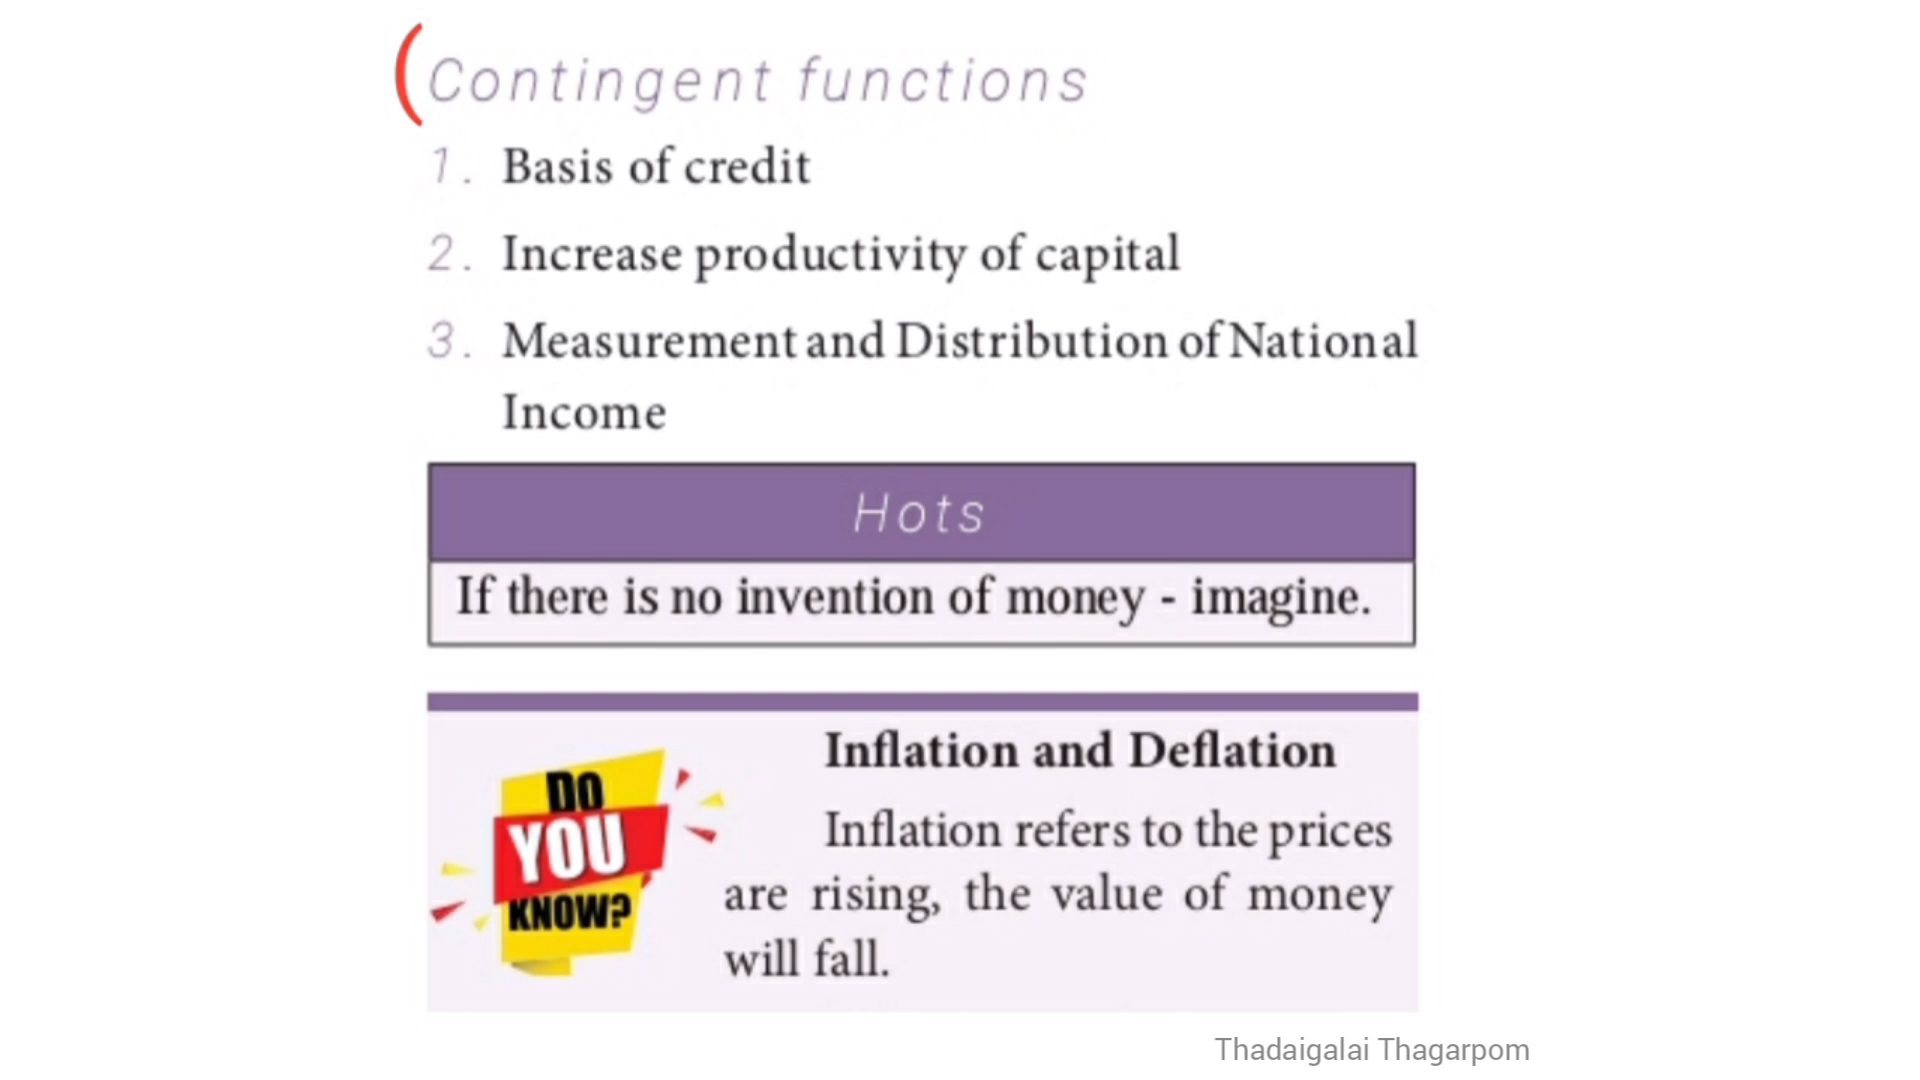 Contingent functions
1. Basis of credit
2. Increase productivity of capital
3. Measurement and Distribution of National
Income
Hots
If there is no invention of money - imagine.
DO
YOU
KNOW?
Inflation and Deflation
Inflation refers to the prices
are rising, the value of money
will fall.
Thadaigalai Thagarpom